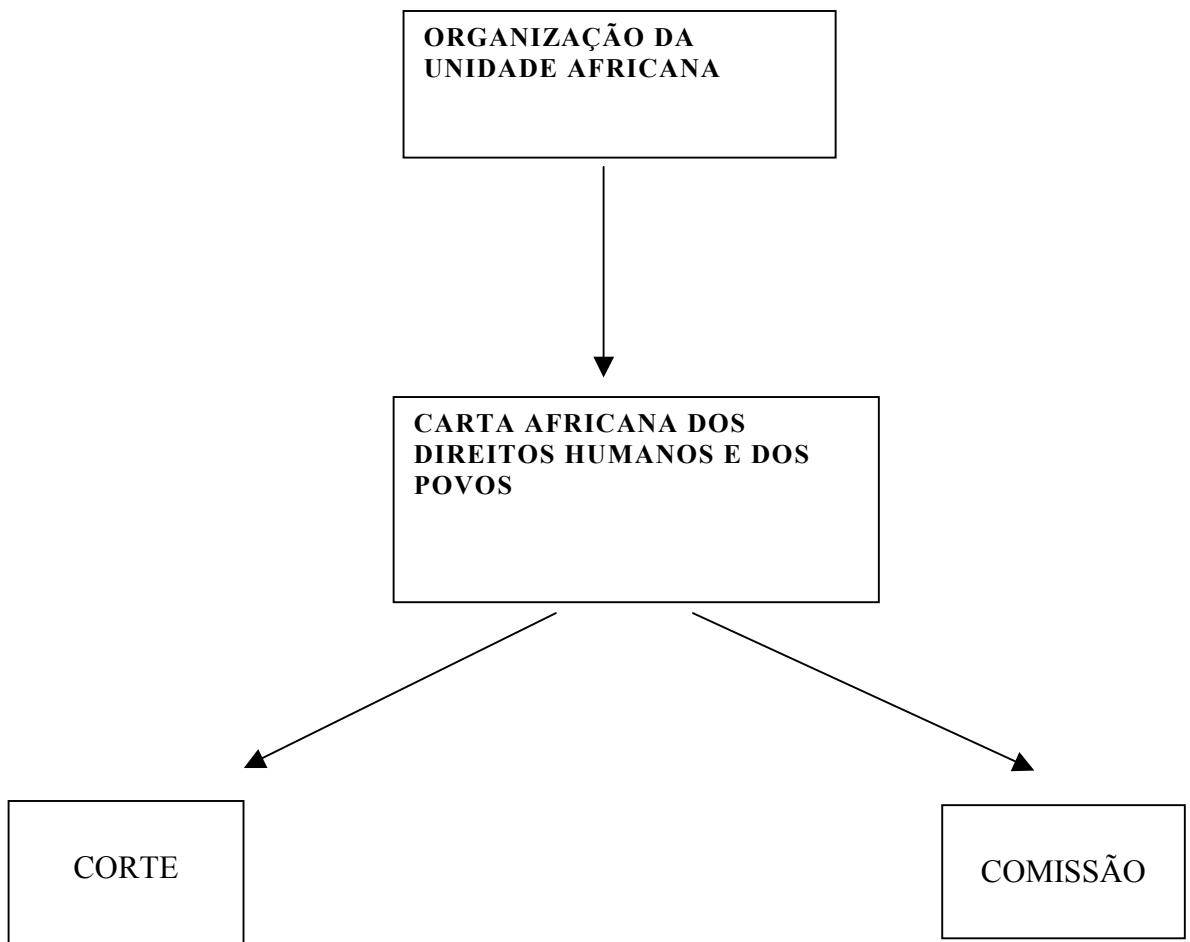 ORGANIZAÇÃO DA
UNIDADE AFRICANA
CARTA AFRICANA DOS
DIREITOS HUMANOS E DOS
POVOS
CORTE
COMISSÃO